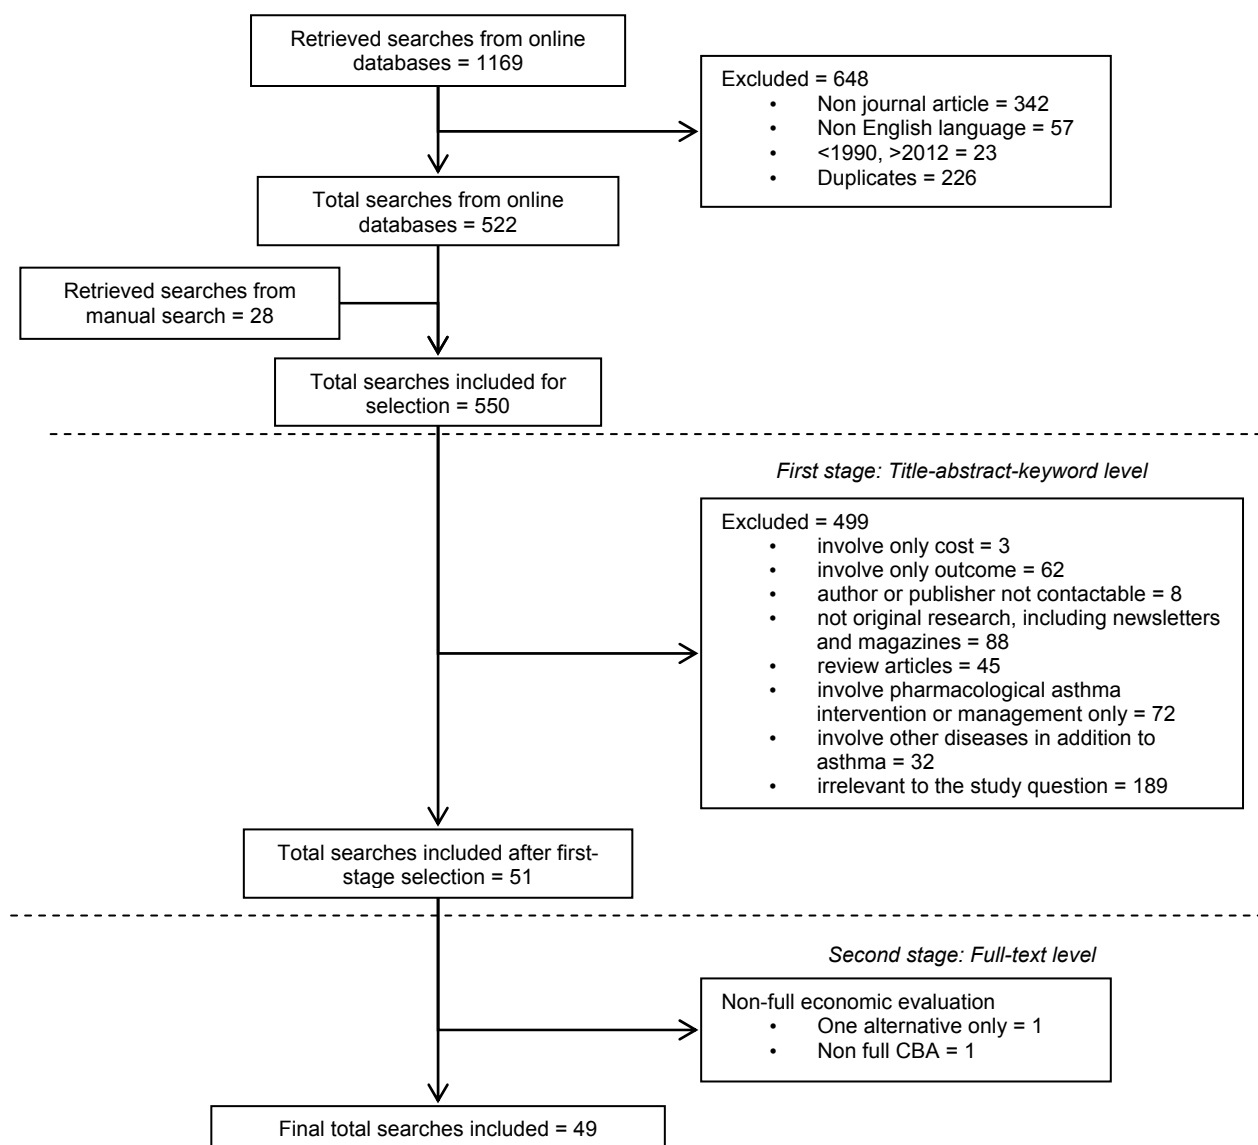 Retrieved searches from online
databases = 1169
Excluded = 648
• Non journal article = 342
• Non English language = 57
• <1990, >2012 = 23
• Duplicates = 226
Total searches from online
databases = 522
Retrieved searches from
manual search = 28
Total searches included for
selection = 550
First stage: Title-abstract-keyword level
Excluded = 499
• involve only cost = 3
• involve only outcome = 62
• author or publisher not contactable = 8
• not original research, including newsletters
and magazines = 88
• review articles = 45
• involve pharmacological asthma
intervention or management only = 72
• involve other diseases in addition to
asthma = 32
• irrelevant to the study question = 189
Total searches included after first-
stage selection = 51
Second stage: Full-text level
Non-full economic evaluation
• One alternative only = 1
• Non full CBA = 1
Final total searches included = 49